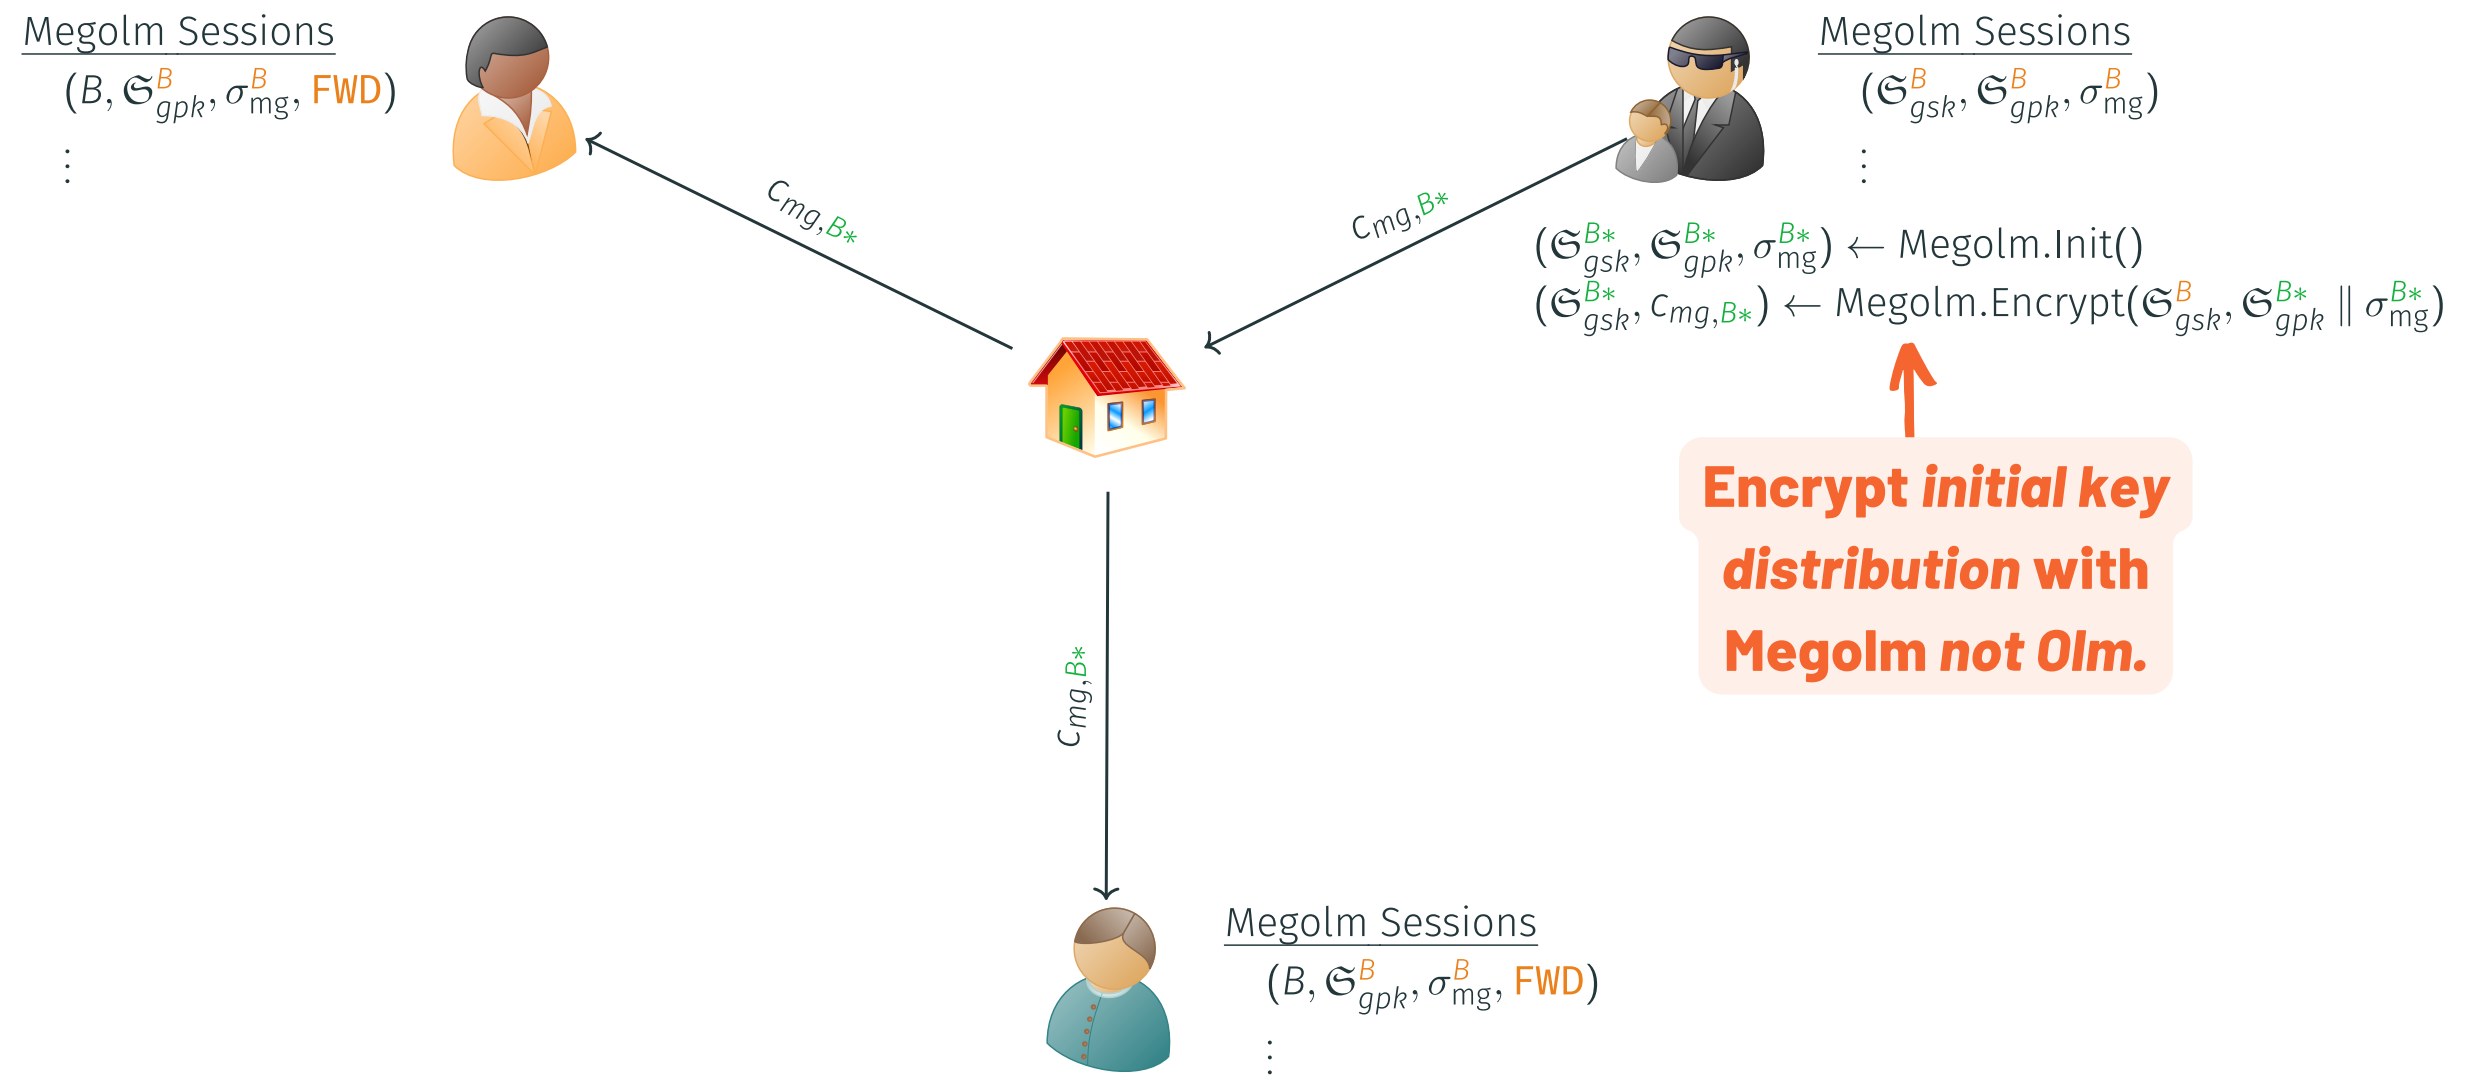 Megolm Sessions
(B, 𝔖^B_gpk, σ^B_mg, FWD)
⋮
Megolm Sessions
(𝔖^B_gsk, 𝔖^B_gpk, σ^B_mg)
⋮
c_mg,B*
c_mg,B*
(𝔖^B*_gsk, 𝔖^B*_gpk, σ^B*_mg) ← Megolm.Init()
(𝔖^B*_gsk, c_mg,B*) ← Megolm.Encrypt(𝔖^B_gsk, 𝔖^B*_gpk ∥ σ^B*_mg)
Encrypt initial key
distribution with
Megolm not Olm.
c_mg,B*
Megolm Sessions
(B, 𝔖^B_gpk, σ^B_mg, FWD)
⋮